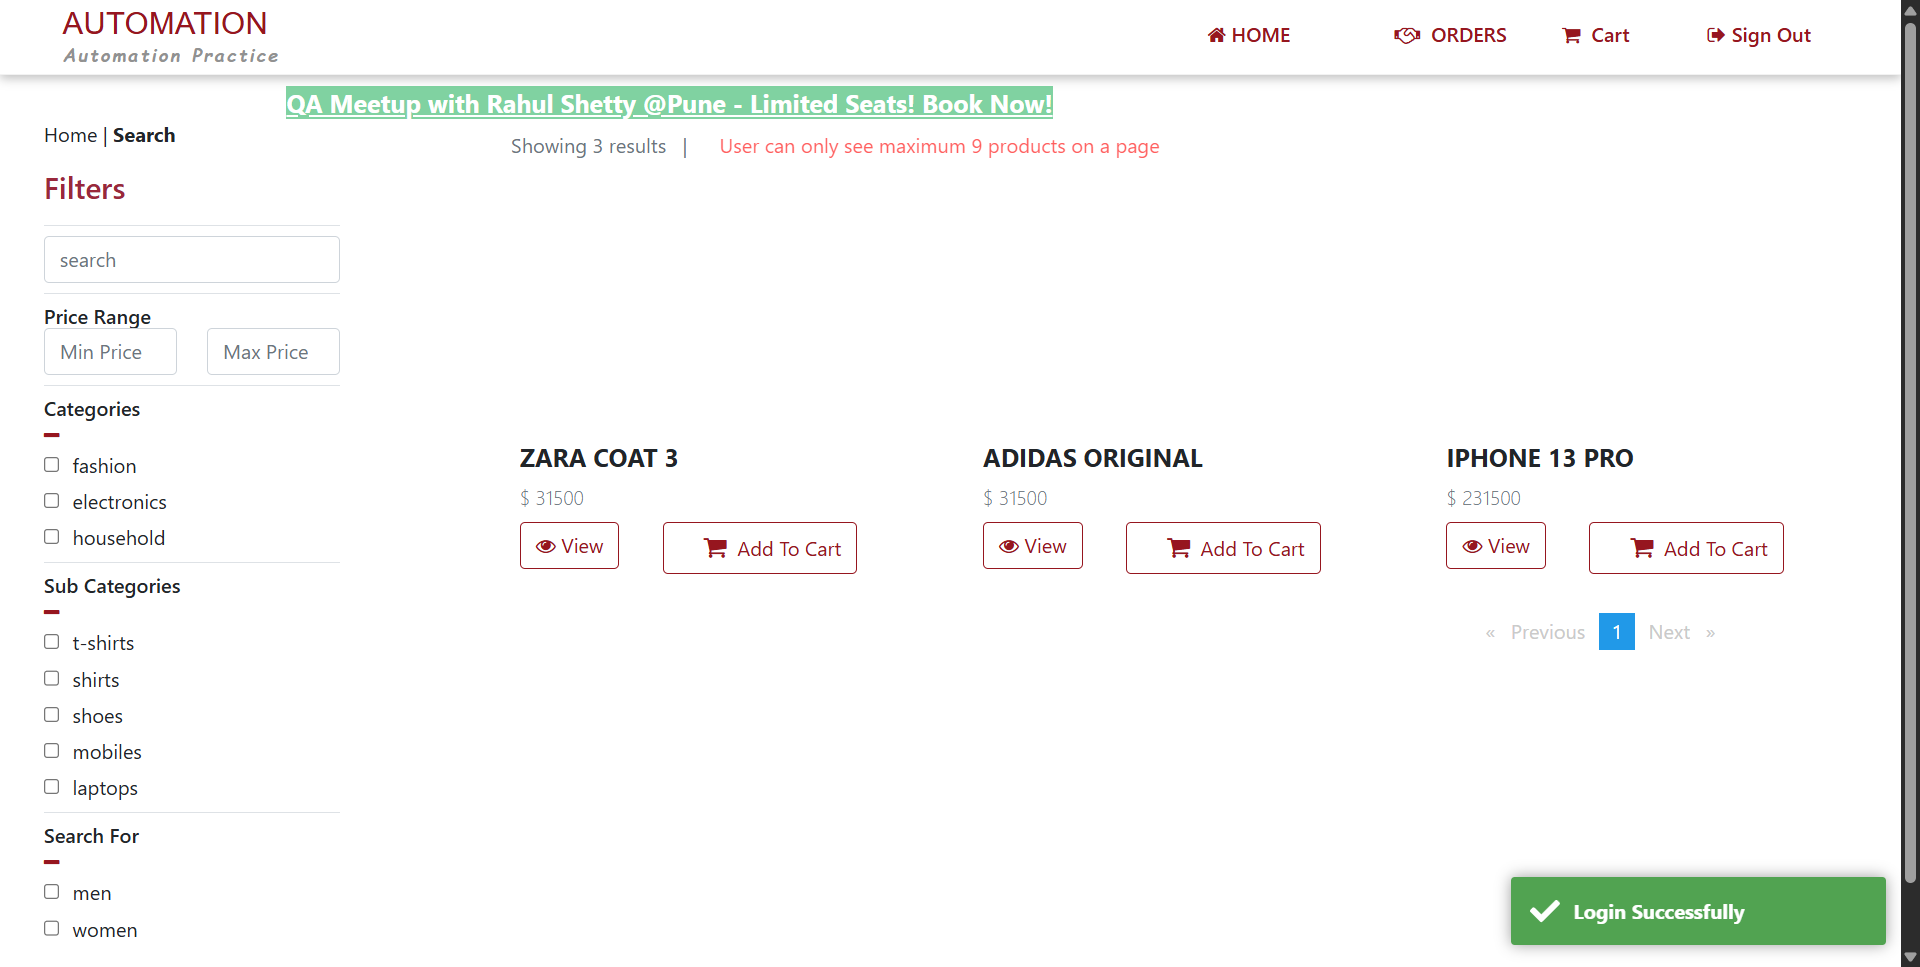 AUTOMATION
Automation Practice
HOME
ORDERS
Cart
Sign Out
QA Meetup with Rahul Shetty @Pune - Limited Seats! Book Now!
Home | Search
Showing 3 results |
User can only see maximum 9 products on a page
Filters
search
Price Range
Min Price
Max Price
Categories
fashion
electronics
household
Sub Categories
t-shirts
shirts
shoes
mobiles
laptops
Search For
men
women
ZARA COAT 3
$ 31500
View
Add To Cart
ADIDAS ORIGINAL
$ 31500
View
Add To Cart
IPHONE 13 PRO
$ 231500
View
Add To Cart
« Previous 1 Next »
Login Successfully